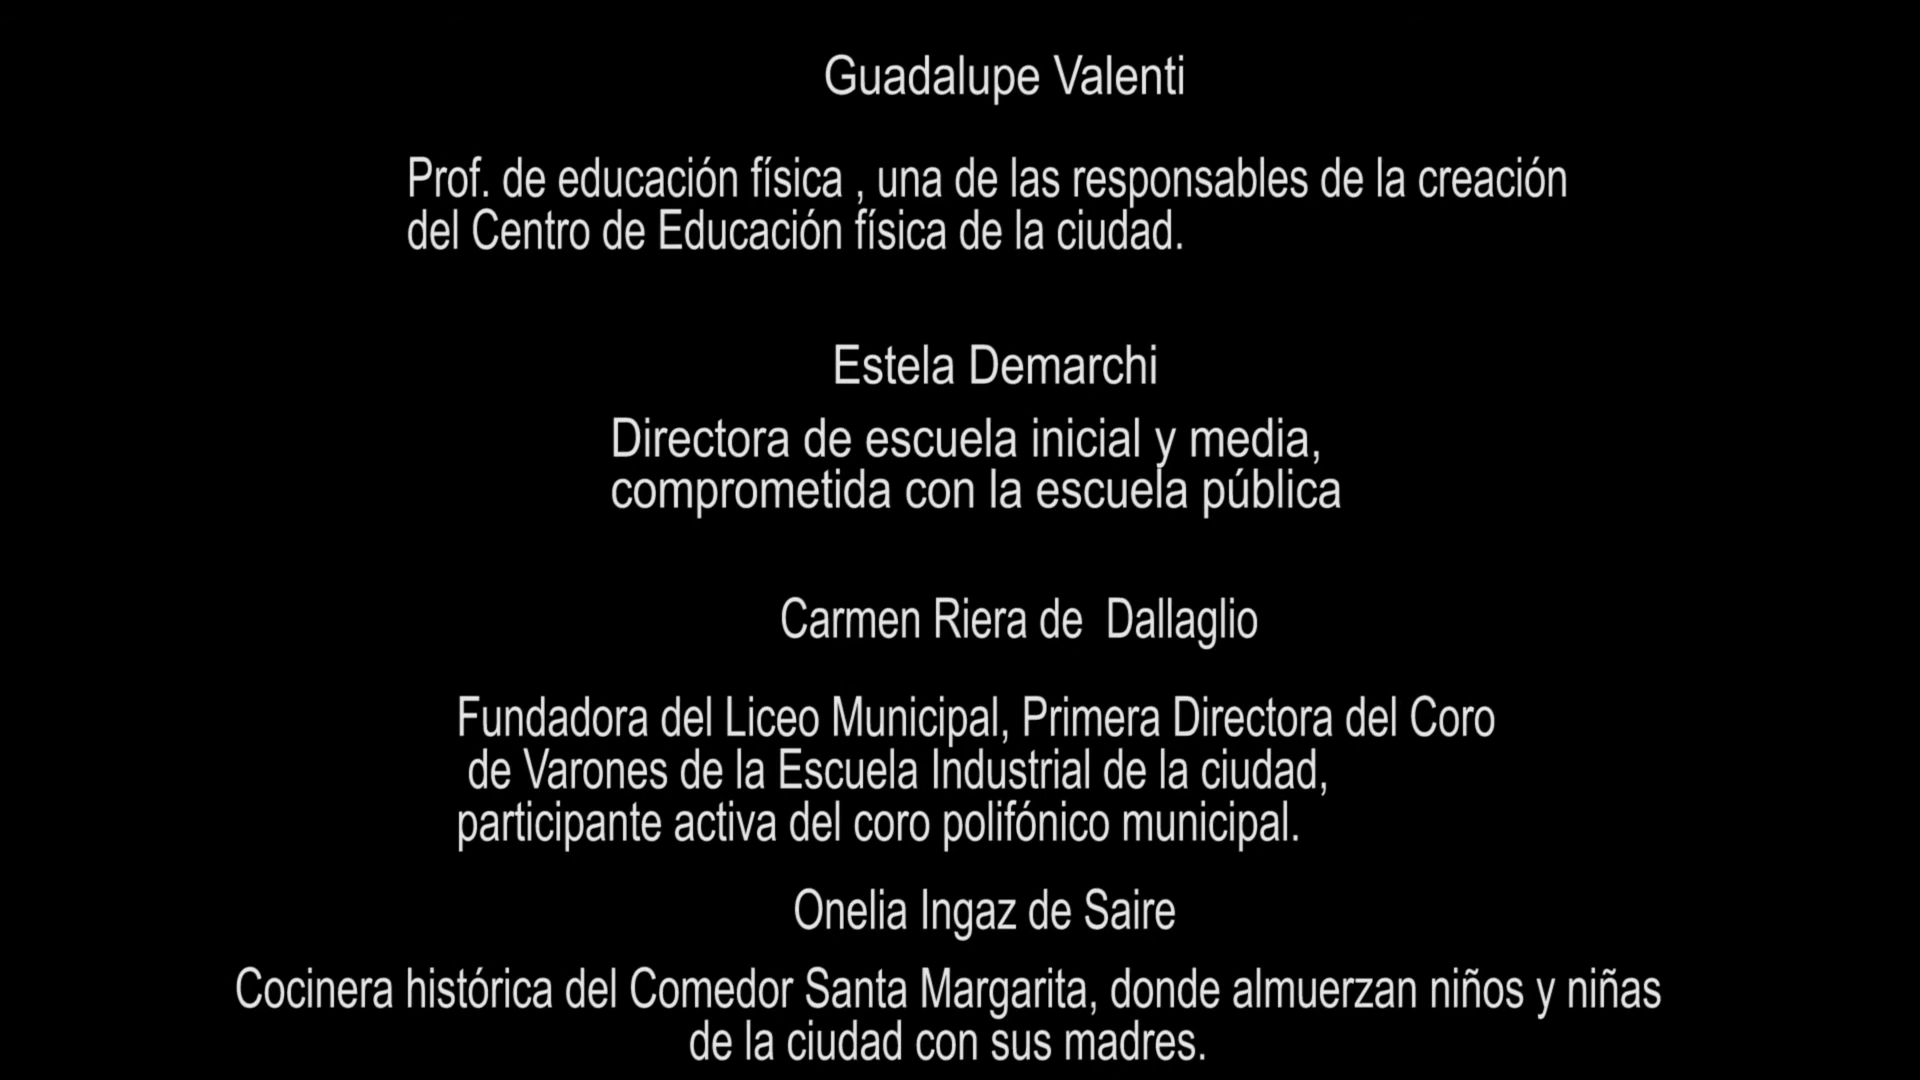 Guadalupe Valenti
Prof. de educación física , una de las responsables de la creación
del Centro de Educación física de la ciudad.
Estela Demarchi
Directora de escuela inicial y media,
comprometida con la escuela pública
Carmen Riera de  Dallaglio
Fundadora del Liceo Municipal, Primera Directora del Coro
de Varones de la Escuela Industrial de la ciudad,
participante activa del coro polifónico municipal.
Onelia Ingaz de Saire
Cocinera histórica del Comedor Santa Margarita, donde almuerzan niños y niñas
de la ciudad con sus madres.